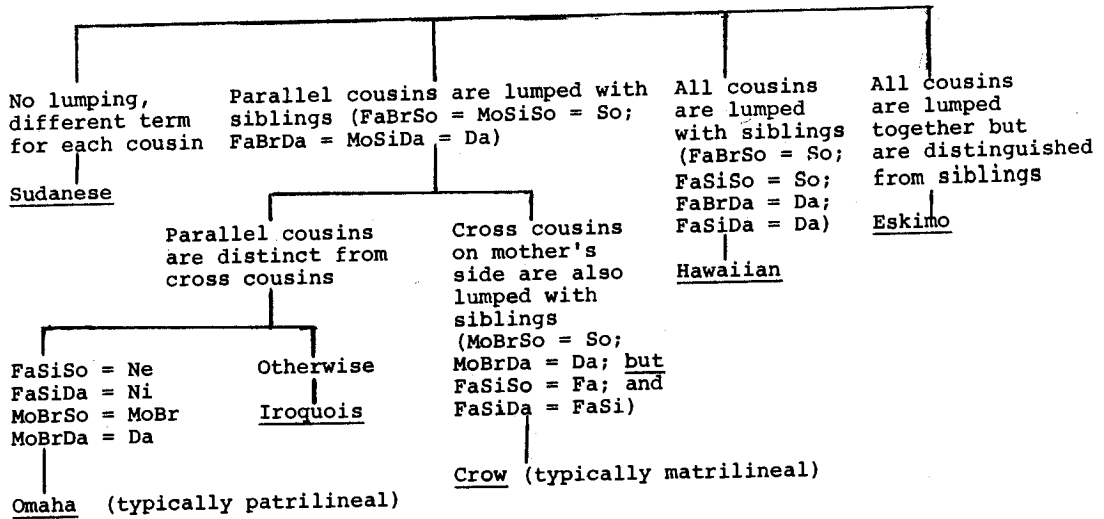 No lumping,
different term
for each cousin
Sudanese
Parallel cousins are lumped with
siblings (FaBrSo = MoSiSo = So;
FaBrDa = MoSiDa = Da)
Parallel cousins
are distinct from
cross cousins
FaSiSo = Ne
FaSiDa = Ni
MoBrSo = MoBr
MoBrDa = Da
Omaha (typically patrilineal)
Otherwise
Iroquois
Cross cousins
on mother's
side are also
lumped with
siblings
(MoBrSo = So;
MoBrDa = Da; but
FaSiSo = Fa; and
FaSiDa = FaSi)
Crow (typically matrilineal)
All cousins
are lumped
with siblings
(FaBrSo = So;
FaSiSo = So;
FaBrDa = Da;
FaSiDa = Da)
Hawaiian
All cousins
are lumped
together but
are distinguished
from siblings
Eskimo